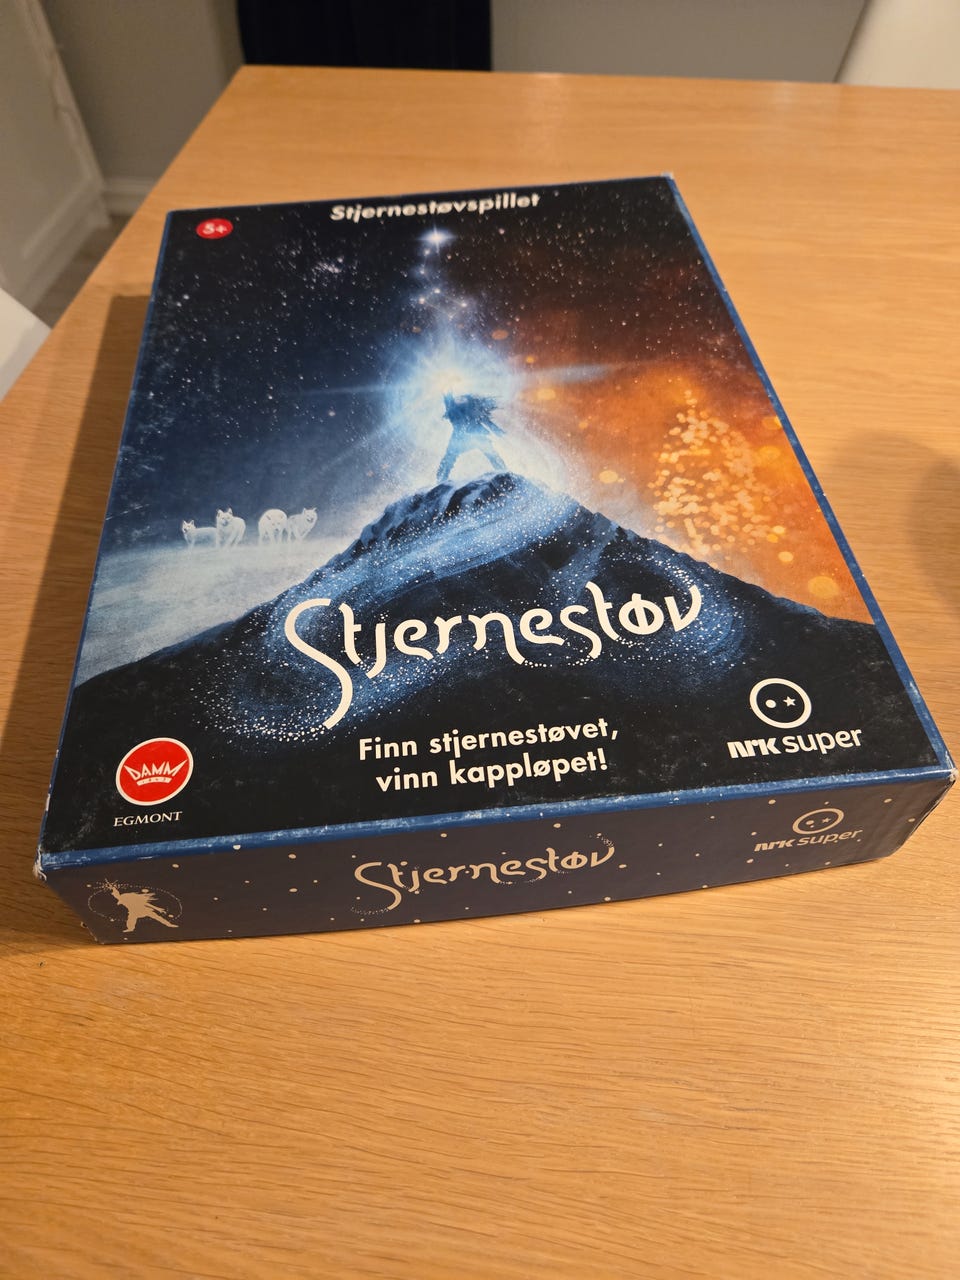 Stjernestøvspillet
5+
Stjernestøv
Finn stjernestøvet,
vinn kappløpet!
NRK super
DAMM
EGMONT
Stjernestøv
NRK super